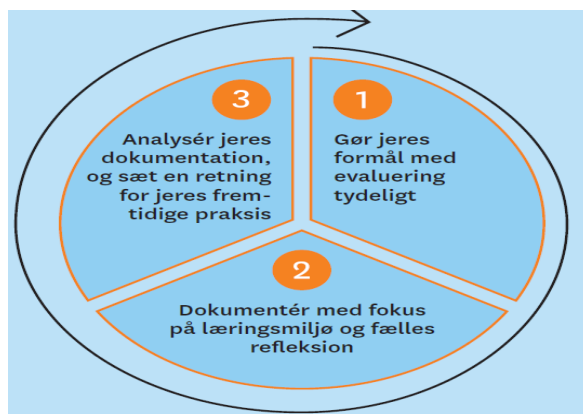 1
Gør jeres
formål med
evaluering
tydeligt
2
Dokumentér med fokus
på læringsmiljø og fælles
refleksion
3
Analysér jeres
dokumentation,
og sæt en retning
for jeres frem-
tidige praksis